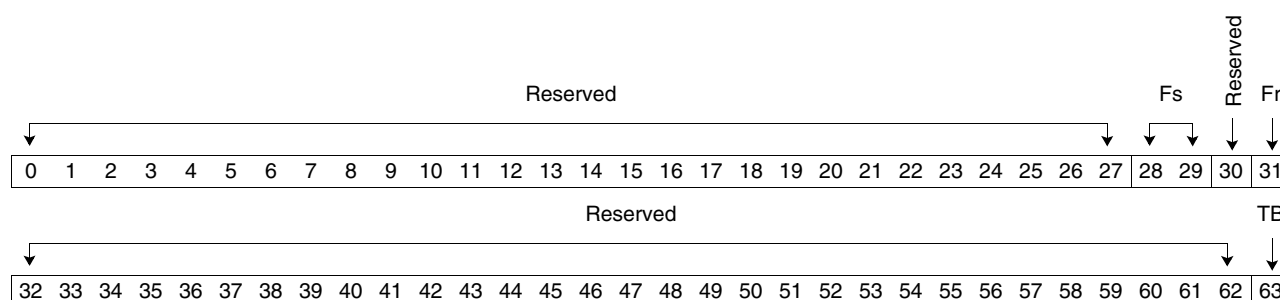 Reserved
Reserved Fs Fr
0 1 2 3 4 5 6 7 8 9 10 11 12 13 14 15 16 17 18 19 20 21 22 23 24 25 26 27 28 29 30 31
Reserved TB
32 33 34 35 36 37 38 39 40 41 42 43 44 45 46 47 48 49 50 51 52 53 54 55 56 57 58 59 60 61 62 63